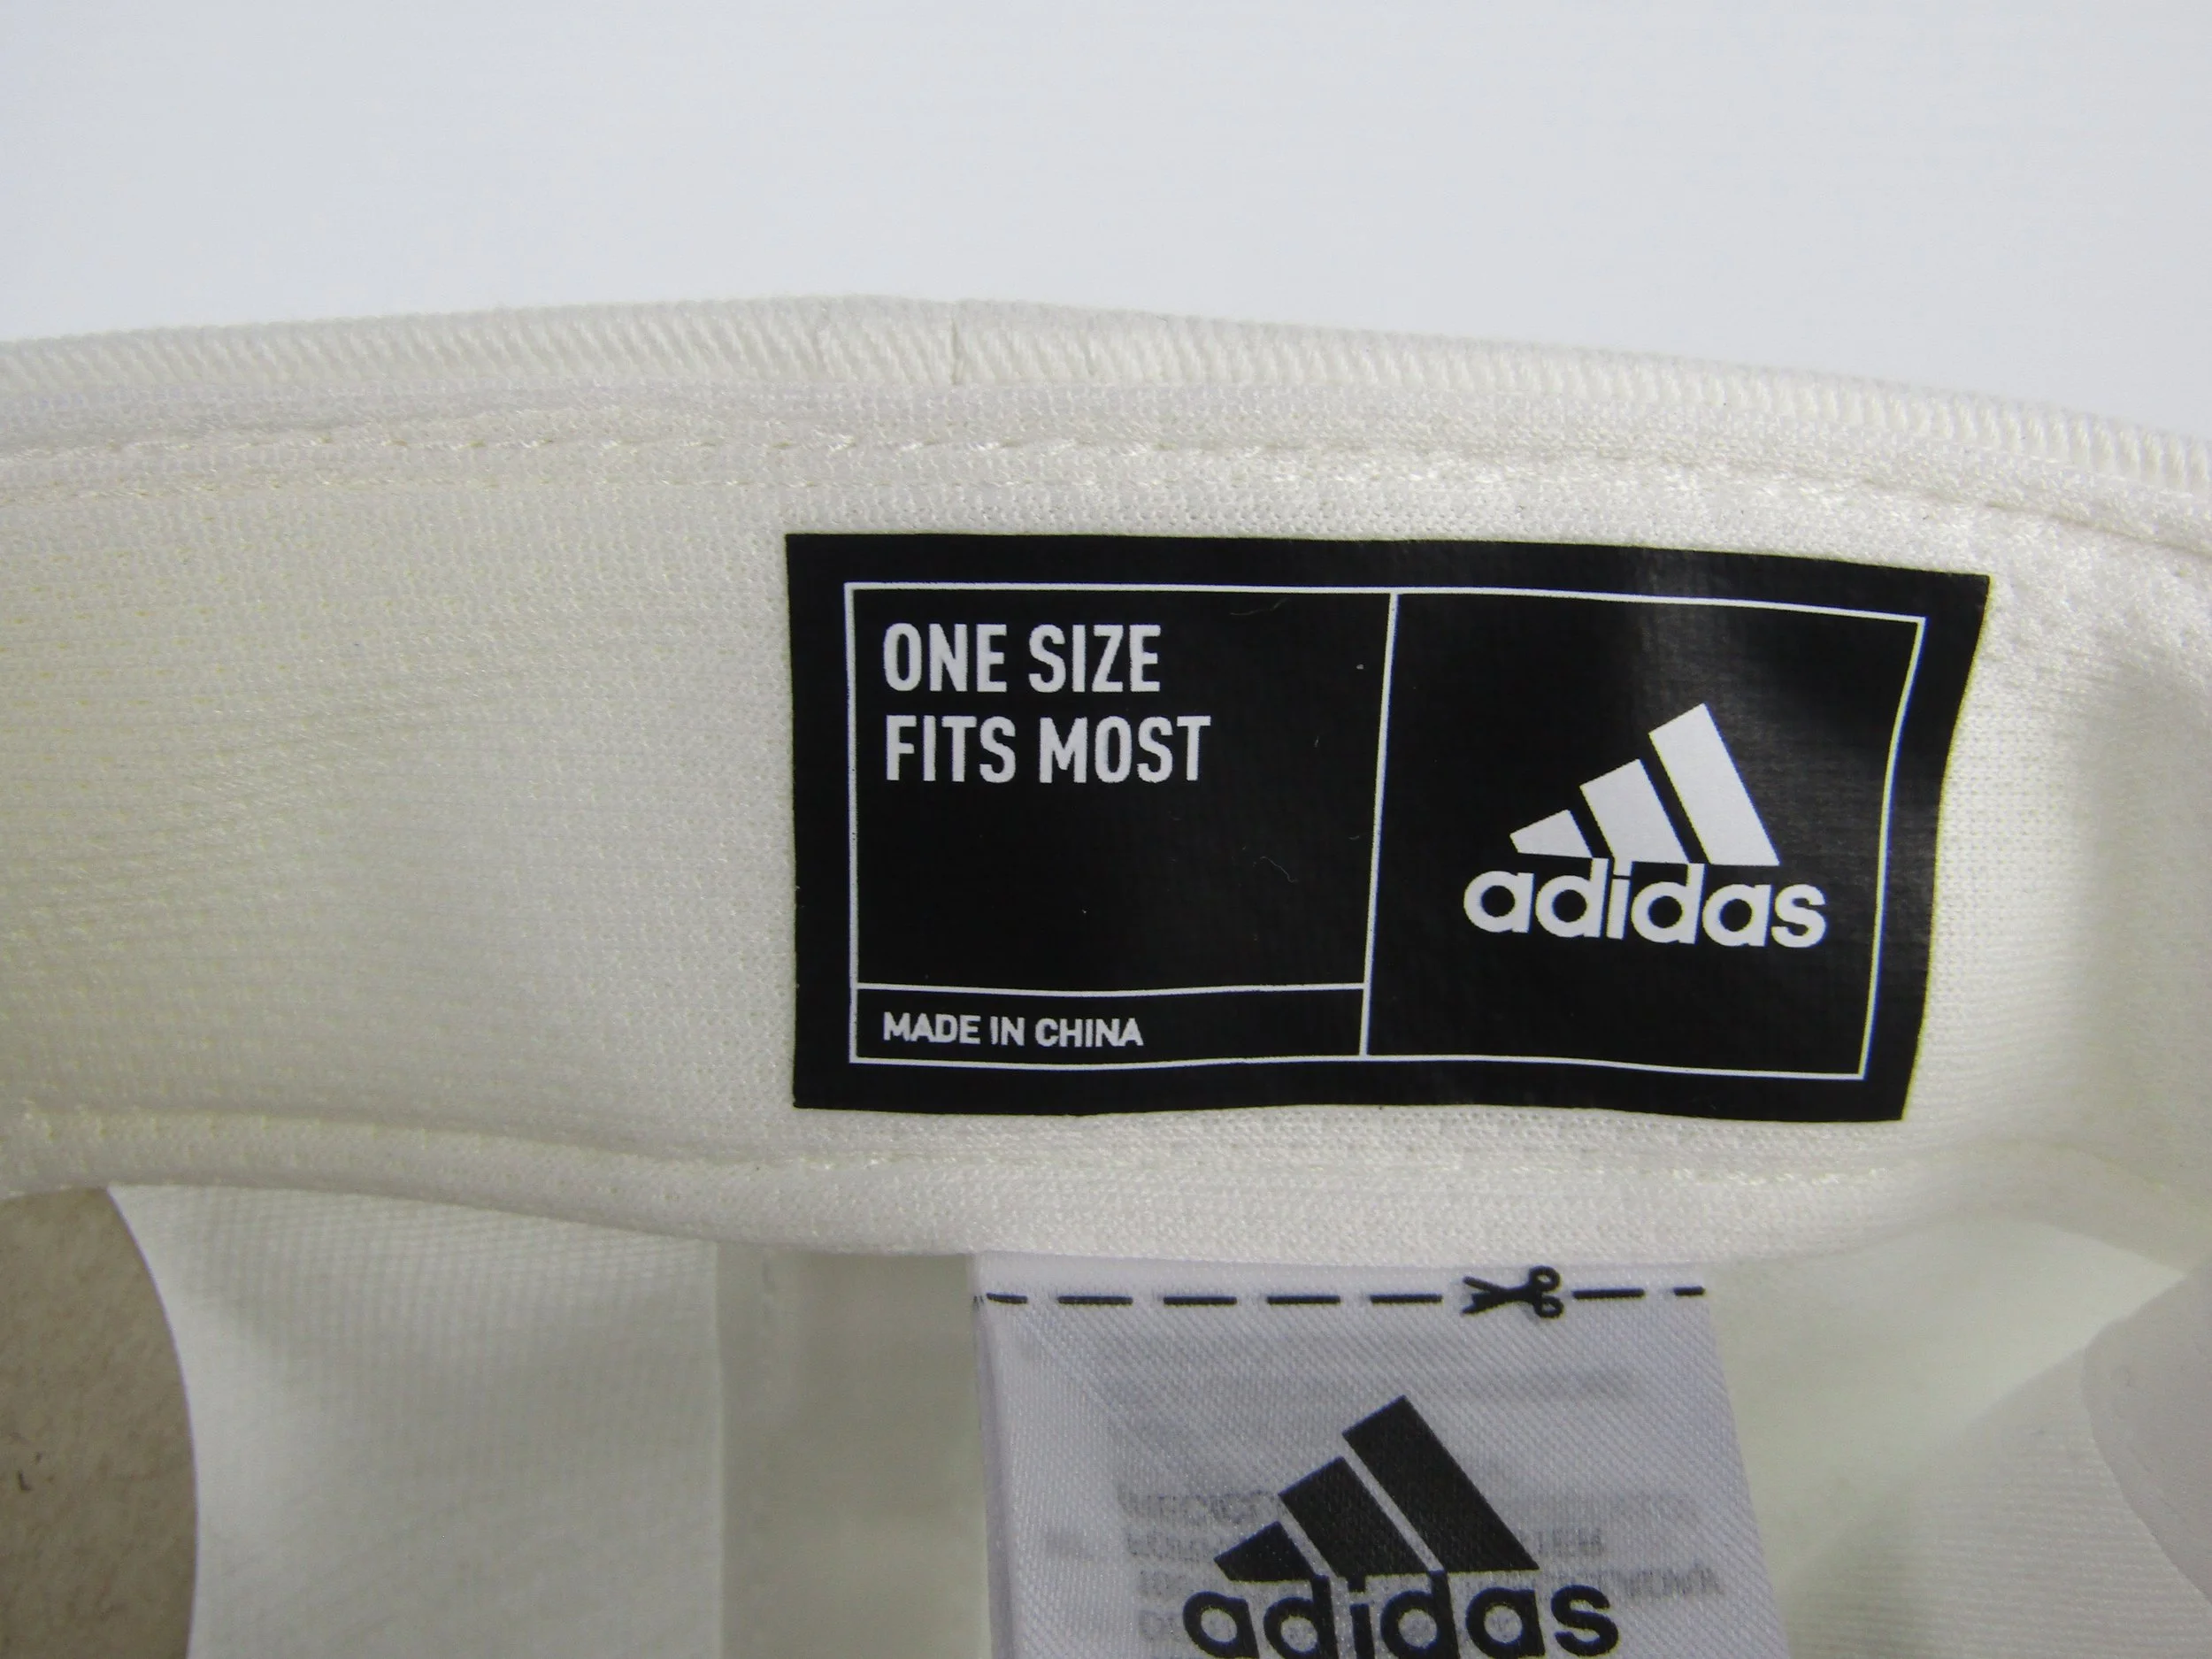 ONE SIZE
FITS MOST
MADE IN CHINA
adidas
adidas